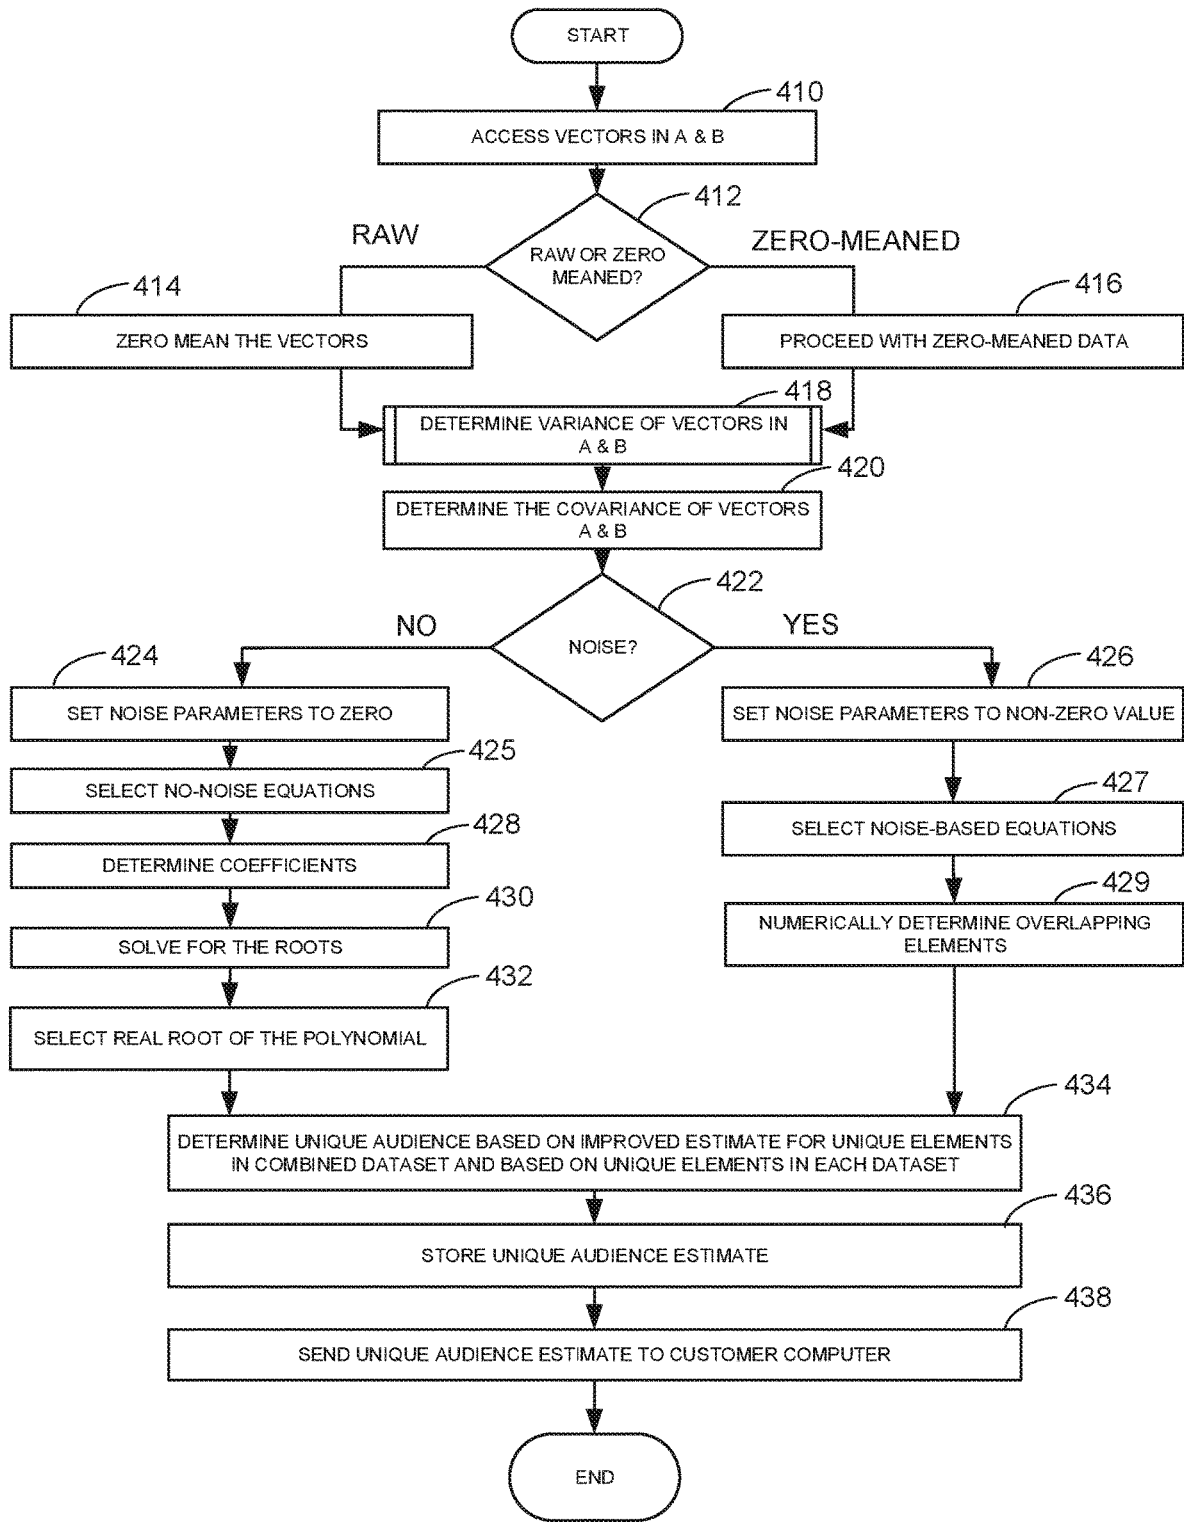 START
410
ACCESS VECTORS IN A & B
412
RAW
ZERO-MEANED
RAW OR ZERO
MEANED?
414
416
ZERO MEAN THE VECTORS
PROCEED WITH ZERO-MEANED DATA
418
DETERMINE VARIANCE OF VECTORS IN
A & B
420
DETERMINE THE COVARIANCE OF VECTORS
A & B
422
NO
YES
NOISE?
424
426
SET NOISE PARAMETERS TO ZERO
SET NOISE PARAMETERS TO NON-ZERO VALUE
425
SELECT NO-NOISE EQUATIONS
427
SELECT NOISE-BASED EQUATIONS
428
DETERMINE COEFFICIENTS
429
NUMERICALLY DETERMINE OVERLAPPING
ELEMENTS
430
SOLVE FOR THE ROOTS
432
SELECT REAL ROOT OF THE POLYNOMIAL
434
DETERMINE UNIQUE AUDIENCE BASED ON IMPROVED ESTIMATE FOR UNIQUE ELEMENTS
IN COMBINED DATASET AND BASED ON UNIQUE ELEMENTS IN EACH DATASET
436
STORE UNIQUE AUDIENCE ESTIMATE
438
SEND UNIQUE AUDIENCE ESTIMATE TO CUSTOMER COMPUTER
END